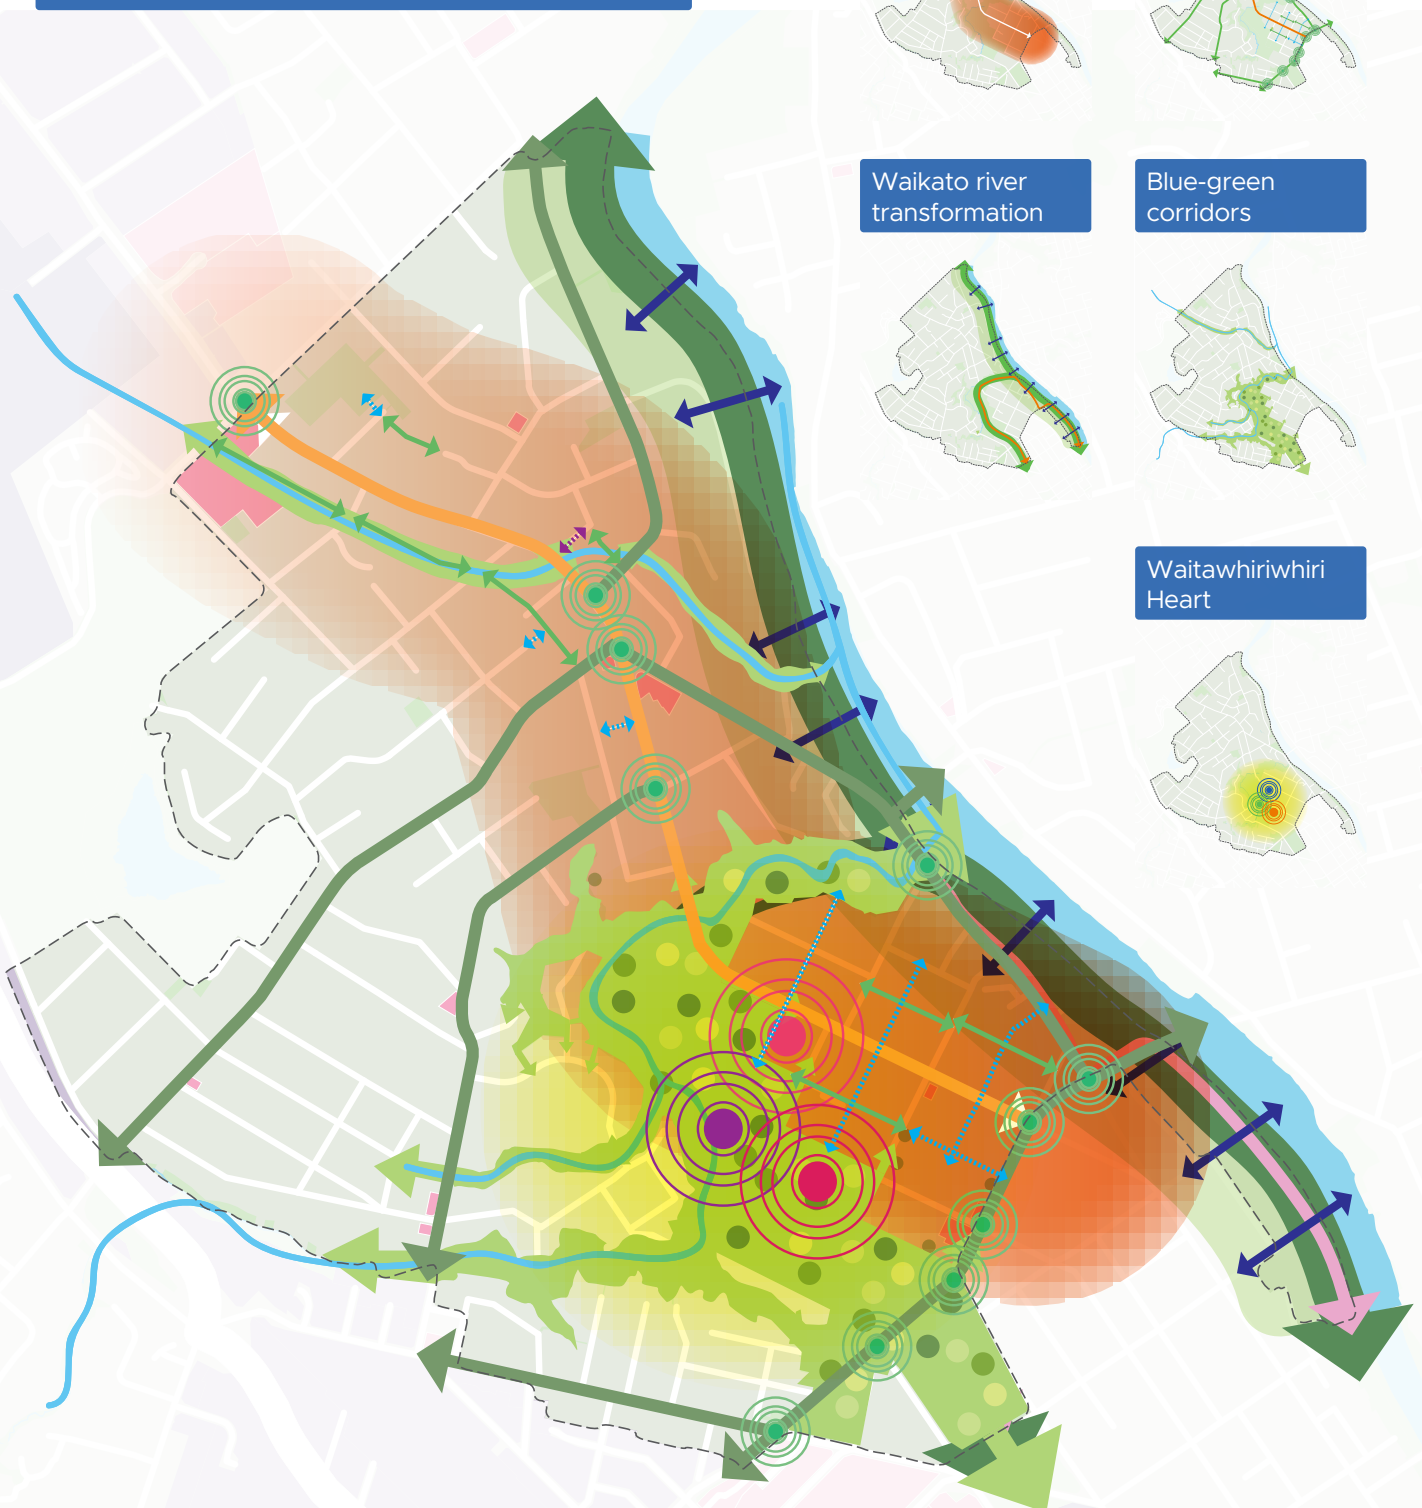 Waikato river
transformation
Blue-green
corridors
Waitawhiriwhiri
Heart